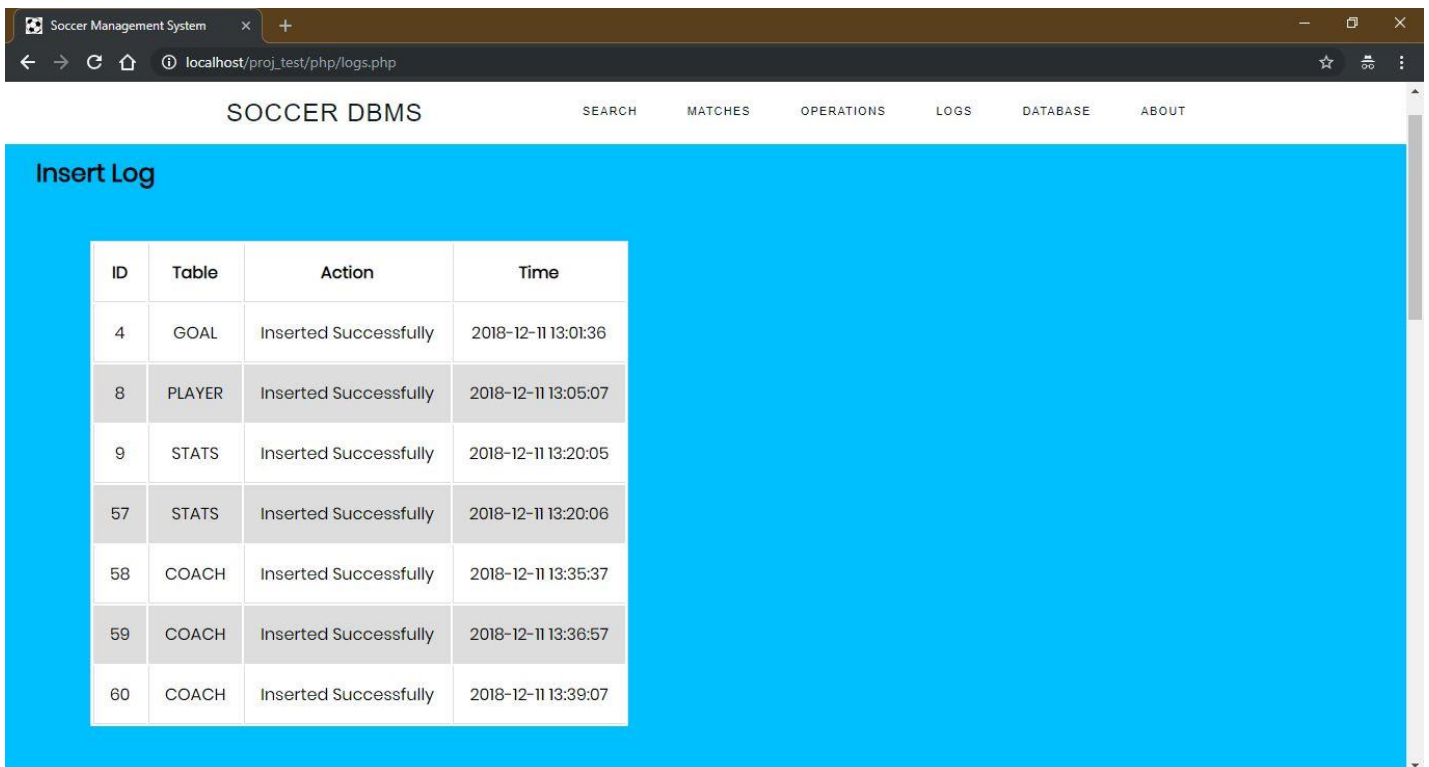 Soccer Management System
localhost/proj_test/php/logs.php
SOCCER DBMS SEARCH MATCHES OPERATIONS LOGS DATABASE ABOUT
Insert Log
ID Table Action Time
4 GOAL Inserted Successfully 2018-12-11 13:01:36
8 PLAYER Inserted Successfully 2018-12-11 13:05:07
9 STATS Inserted Successfully 2018-12-11 13:20:05
57 STATS Inserted Successfully 2018-12-11 13:20:06
58 COACH Inserted Successfully 2018-12-11 13:35:37
59 COACH Inserted Successfully 2018-12-11 13:36:57
60 COACH Inserted Successfully 2018-12-11 13:39:07